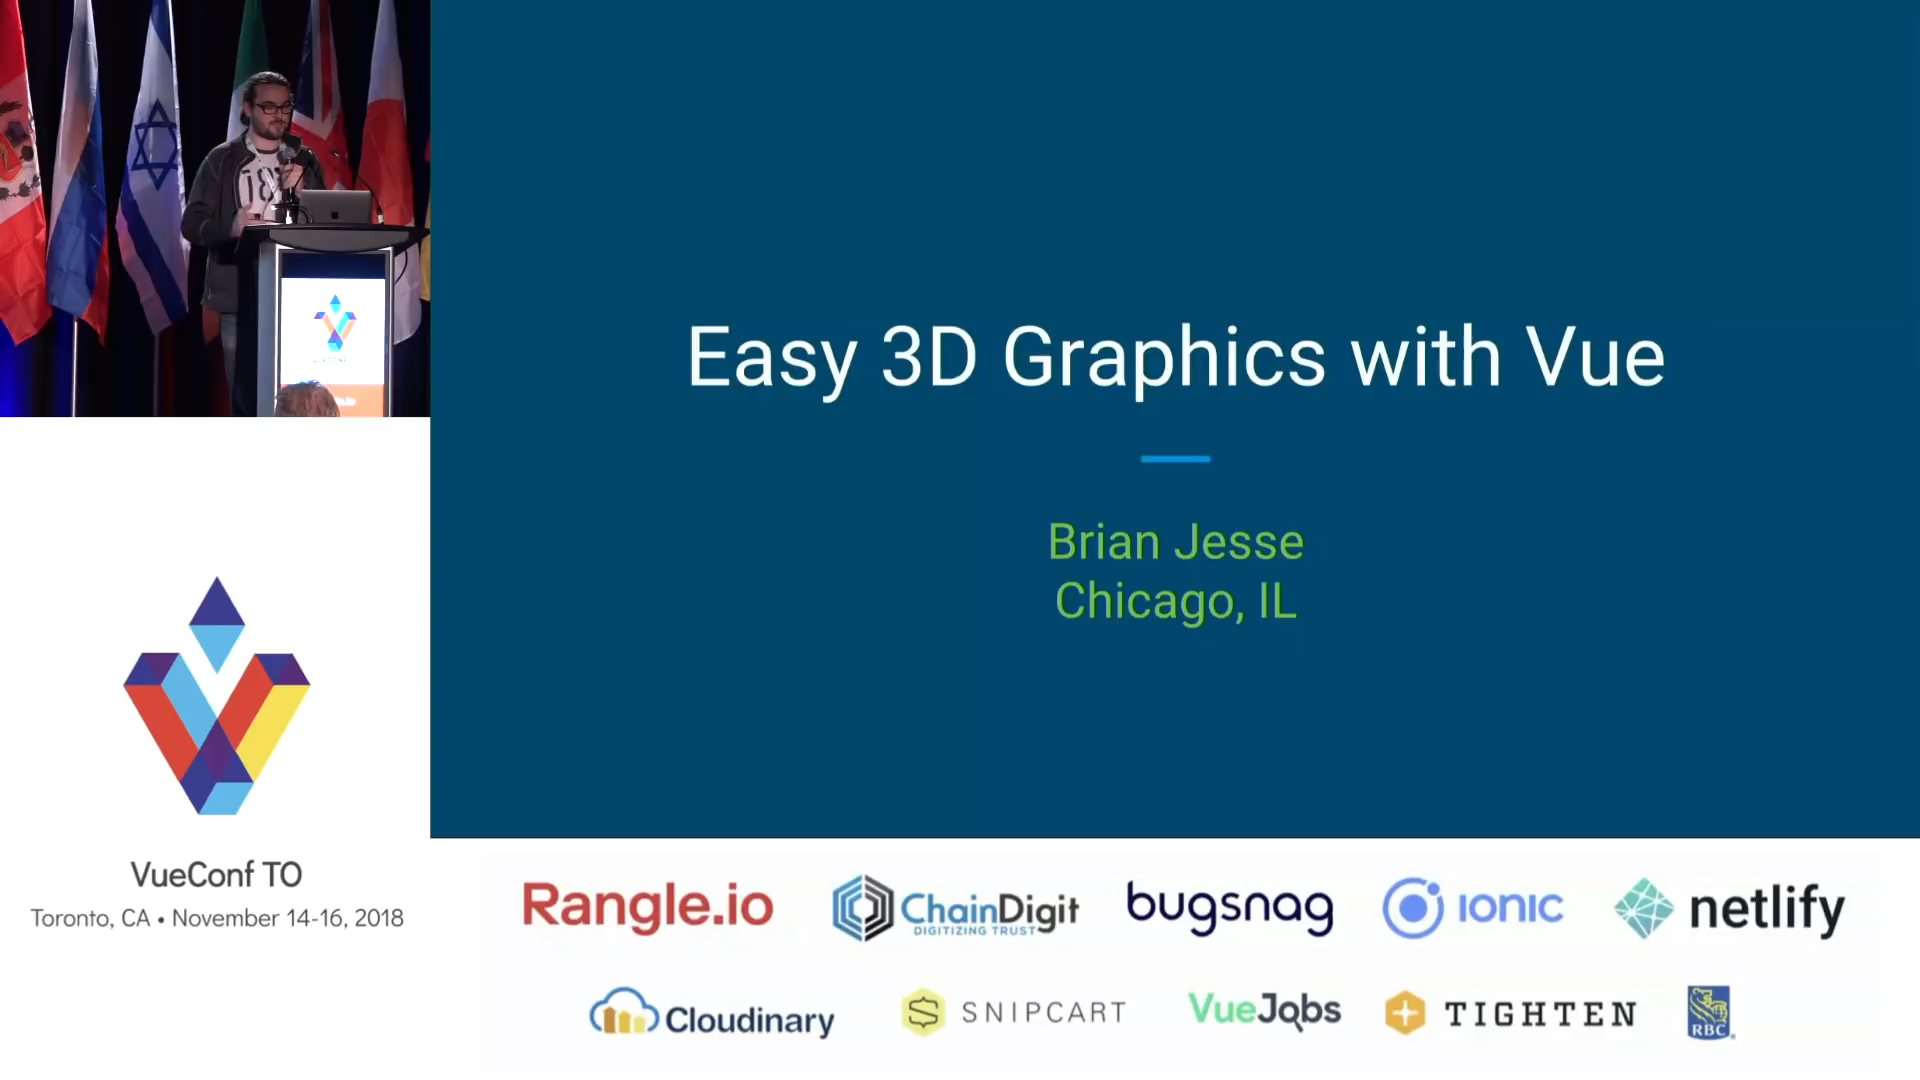 Easy 3D Graphics with Vue
Brian Jesse
Chicago, IL
VueConf TO
Toronto, CA • November 14-16, 2018
Rangle.io
ChainDigit
DIGITIZING TRUST
bugsnag
ionic
netlify
Cloudinary
SNIPCART
VueJobs
TIGHTEN
RBC